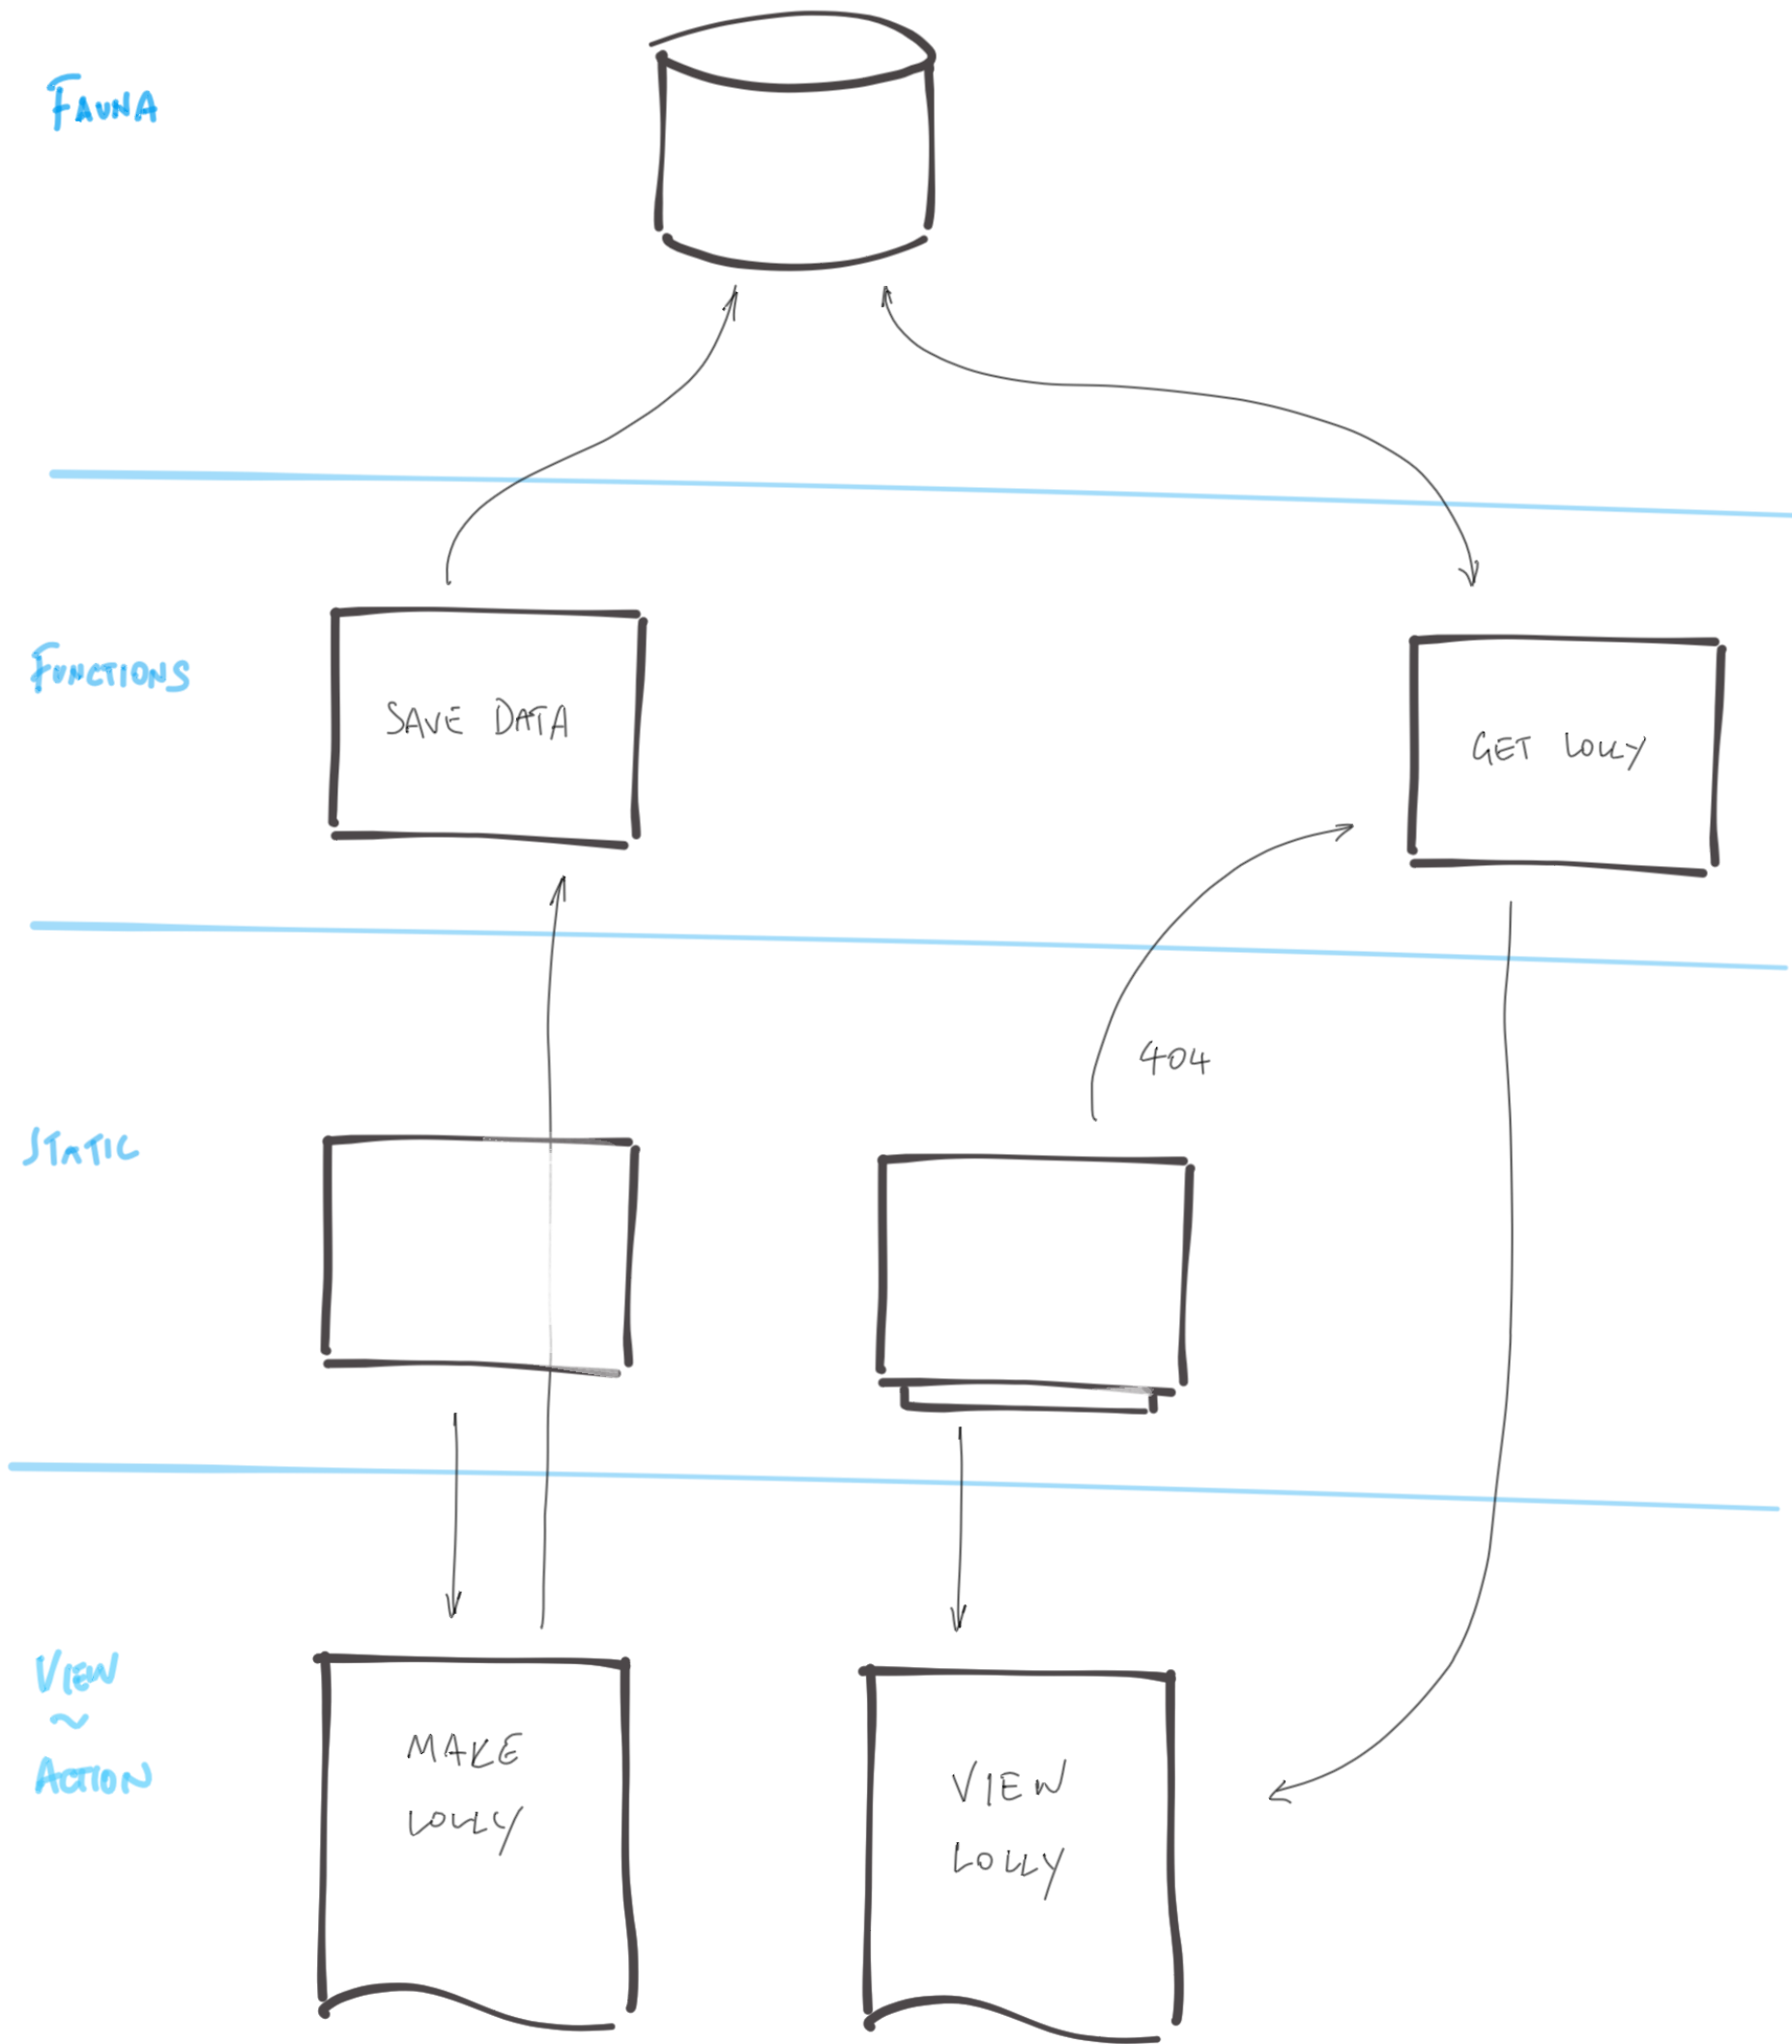 FAUNA
FUNCTIONS
SAVE DATA
GET LOLLY
404
STATIC
VIEW
~
ACTION
MAKE
LOLLY
VIEW
LOLLY